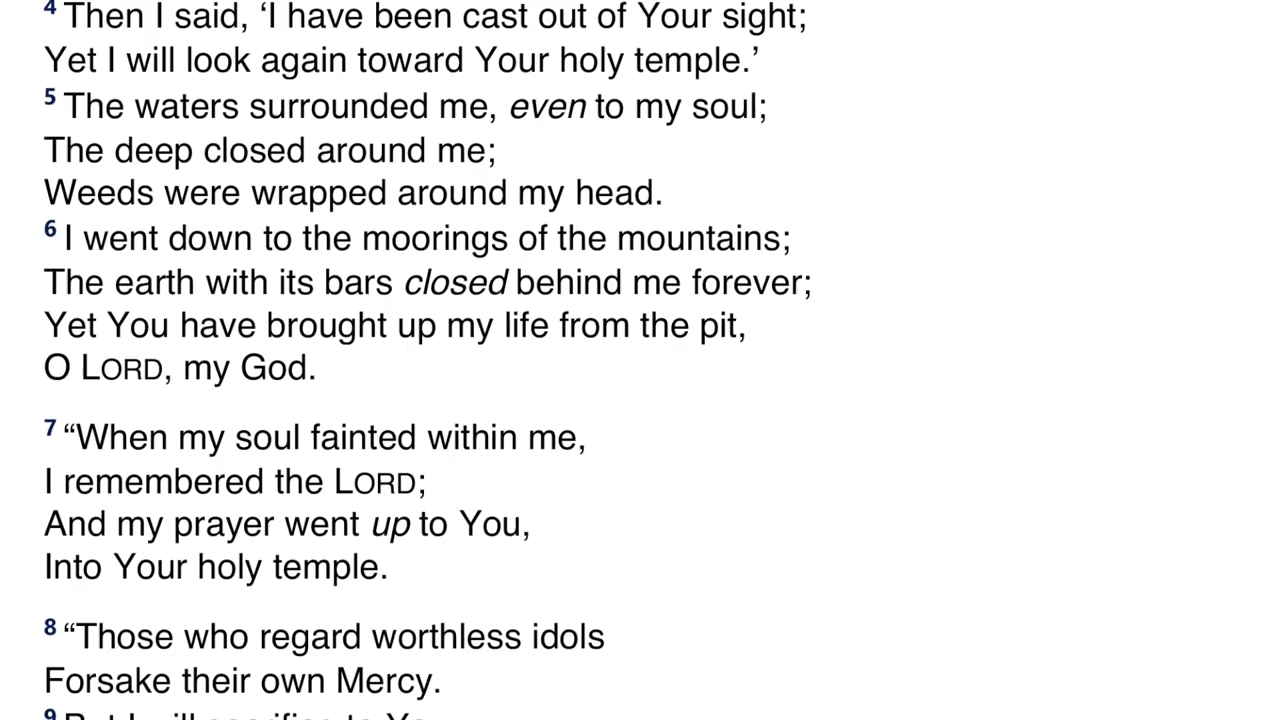 4 Then I said, ‘I have been cast out of Your sight;
Yet I will look again toward Your holy temple.’
5 The waters surrounded me, even to my soul;
The deep closed around me;
Weeds were wrapped around my head.
6 I went down to the moorings of the mountains;
The earth with its bars closed behind me forever;
Yet You have brought up my life from the pit,
O LORD, my God.
7 “When my soul fainted within me,
I remembered the LORD;
And my prayer went up to You,
Into Your holy temple.
8 “Those who regard worthless idols
Forsake their own Mercy.
9 But I will sacrifice to